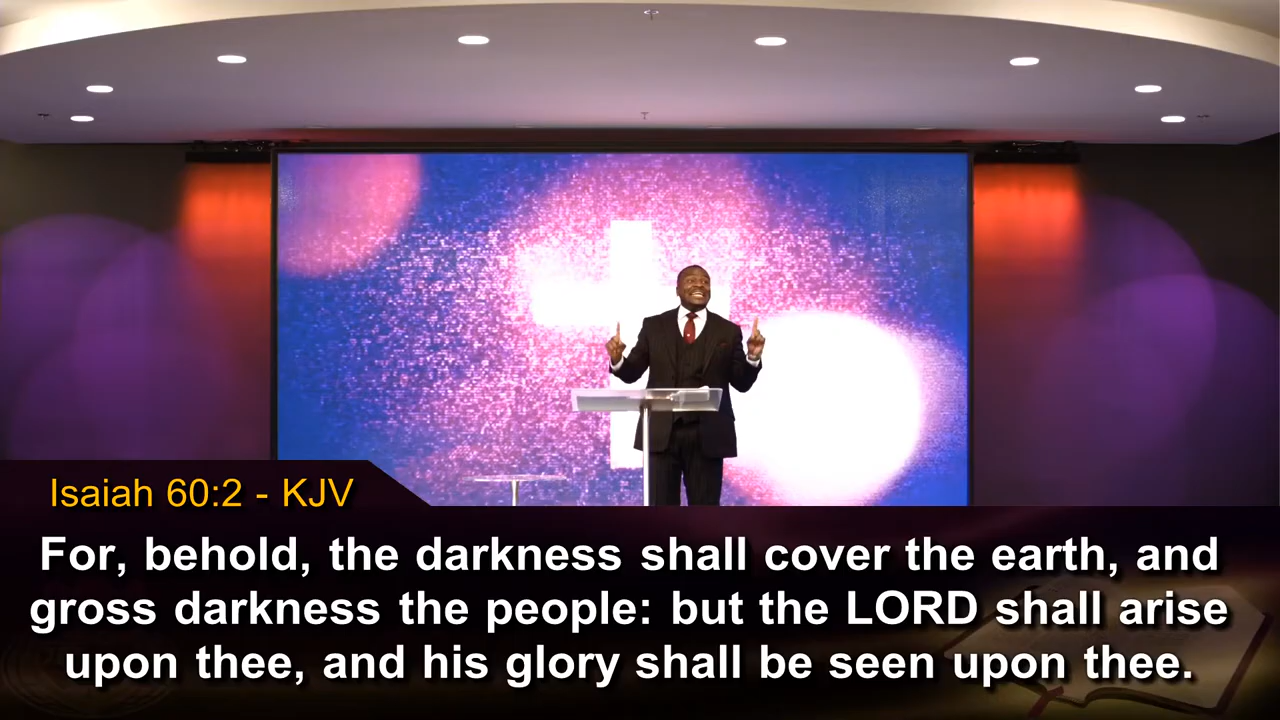 Isaiah 60:2 - KJV
For, behold, the darkness shall cover the earth, and
gross darkness the people: but the LORD shall arise
upon thee, and his glory shall be seen upon thee.